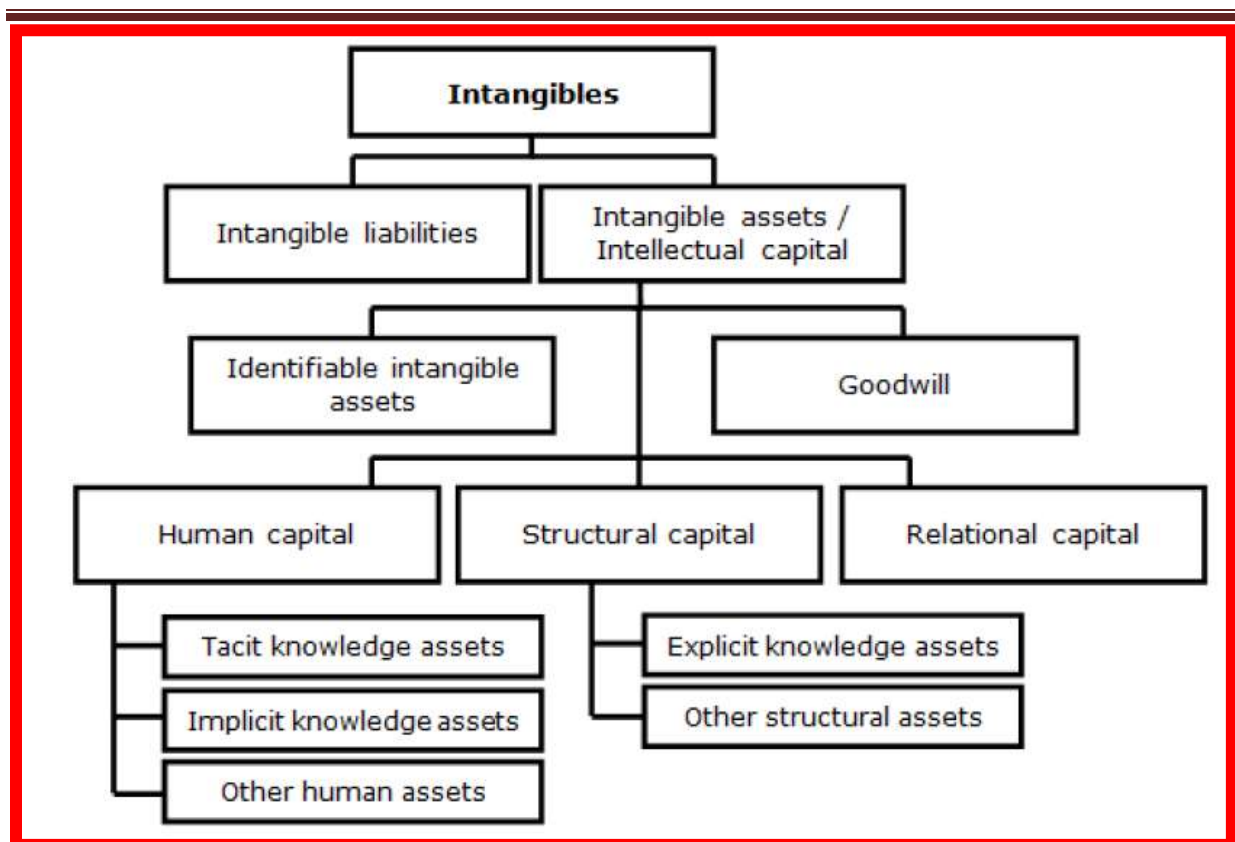 Intangibles
Intangible liabilities
Intangible assets /
Intellectual capital
Identifiable intangible
assets
Goodwill
Human capital
Structural capital
Relational capital
Tacit knowledge assets
Implicit knowledge assets
Other human assets
Explicit knowledge assets
Other structural assets